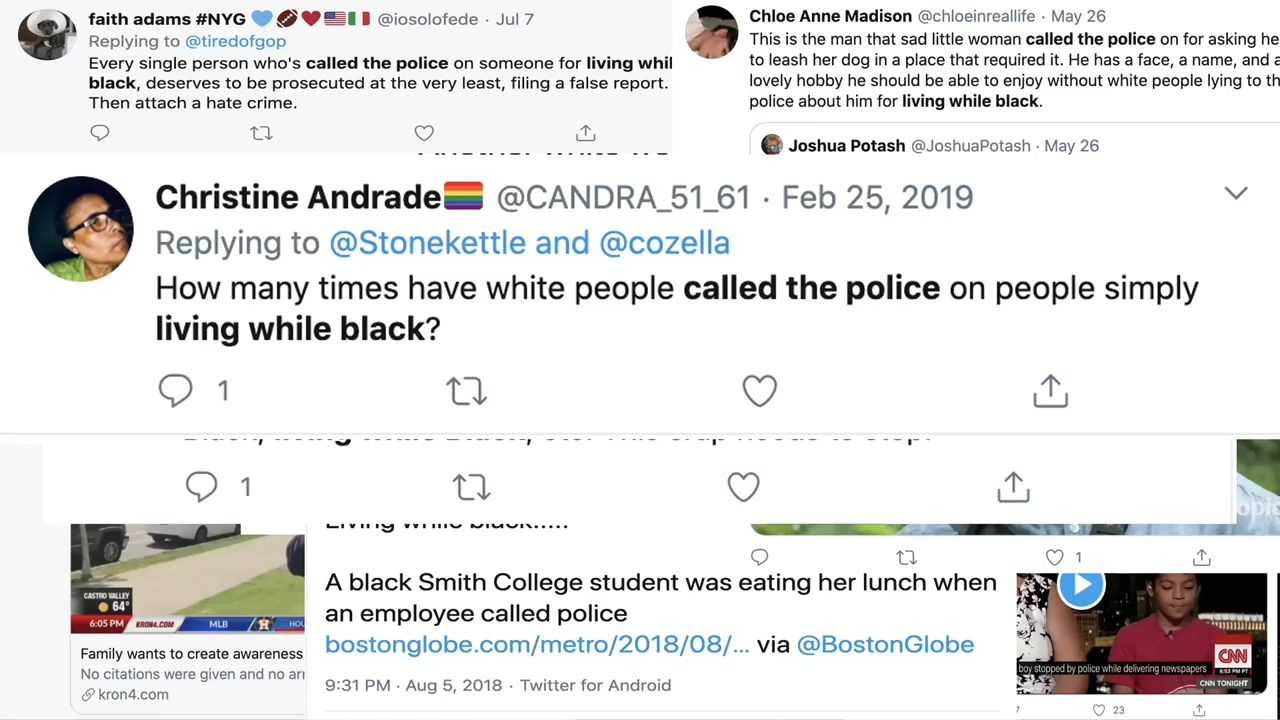 faith adams #NYG 💙🏈❤️🇺🇸🇮🇹 @iosolofede · Jul 7
Replying to @tiredofgop
Every single person who's called the police on someone for living
black, deserves to be prosecuted at the very least, filing a false report.
Then attach a hate crime.
Chloe Anne Madison @chloeinreallife · May 26
This is the man that sad little woman called the police on for asking
to leash her dog in a place that required it. He has a face, a name, and
lovely hobby he should be able to enjoy without white people lying to
police about him for living while black.
Joshua Potash @JoshuaPotash · May 26
Christine Andrade🏳️‍🌈 @CANDRA_51_61 · Feb 25, 2019
Replying to @Stonekettle and @cozella
How many times have white people called the police on people simply
living while black?
1
1
Living while black.....
A black Smith College student was eating her lunch when
an employee called police
bostonglobe.com/metro/2018/08/... via @BostonGlobe
9:31 PM · Aug 5, 2018 · Twitter for Android
CASTRO VALLEY
64°
6:05 PM KRON4.COM MLB HOU
Family wants to create awareness
No citations were given and no
kron4.com
1
boy stopped by police while delivering newspapers
CNN
8:53 PM PT
CNN TONIGHT
7
23